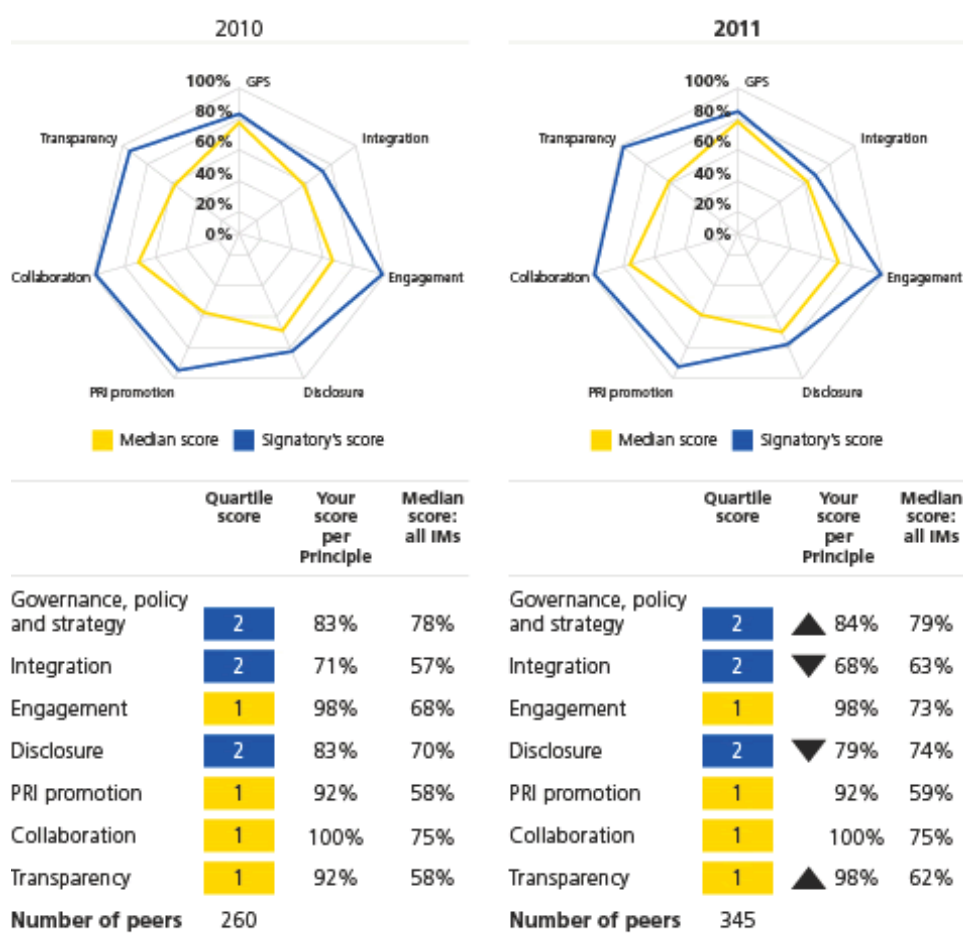 2010
100% GPS
80%
60%
40%
20%
0%
Transparency
Integration
Collaboration
Engagement
PRI promotion
Disclosure
Median score Signatory's score
Quartile score Your score per Principle Median score: all IMs
Governance, policy and strategy 2 83% 78%
Integration 2 71% 57%
Engagement 1 98% 68%
Disclosure 2 83% 70%
PRI promotion 1 92% 58%
Collaboration 1 100% 75%
Transparency 1 92% 58%
Number of peers 260
2011
100% GPS
80%
60%
40%
20%
0%
Transparency
Integration
Collaboration
Engagement
PRI promotion
Disclosure
Median score Signatory's score
Quartile score Your score per Principle Median score: all IMs
Governance, policy and strategy 2 ▲ 84% 79%
Integration 2 ▼ 68% 63%
Engagement 1 98% 73%
Disclosure 2 ▼ 79% 74%
PRI promotion 1 92% 59%
Collaboration 1 100% 75%
Transparency 1 ▲ 98% 62%
Number of peers 345